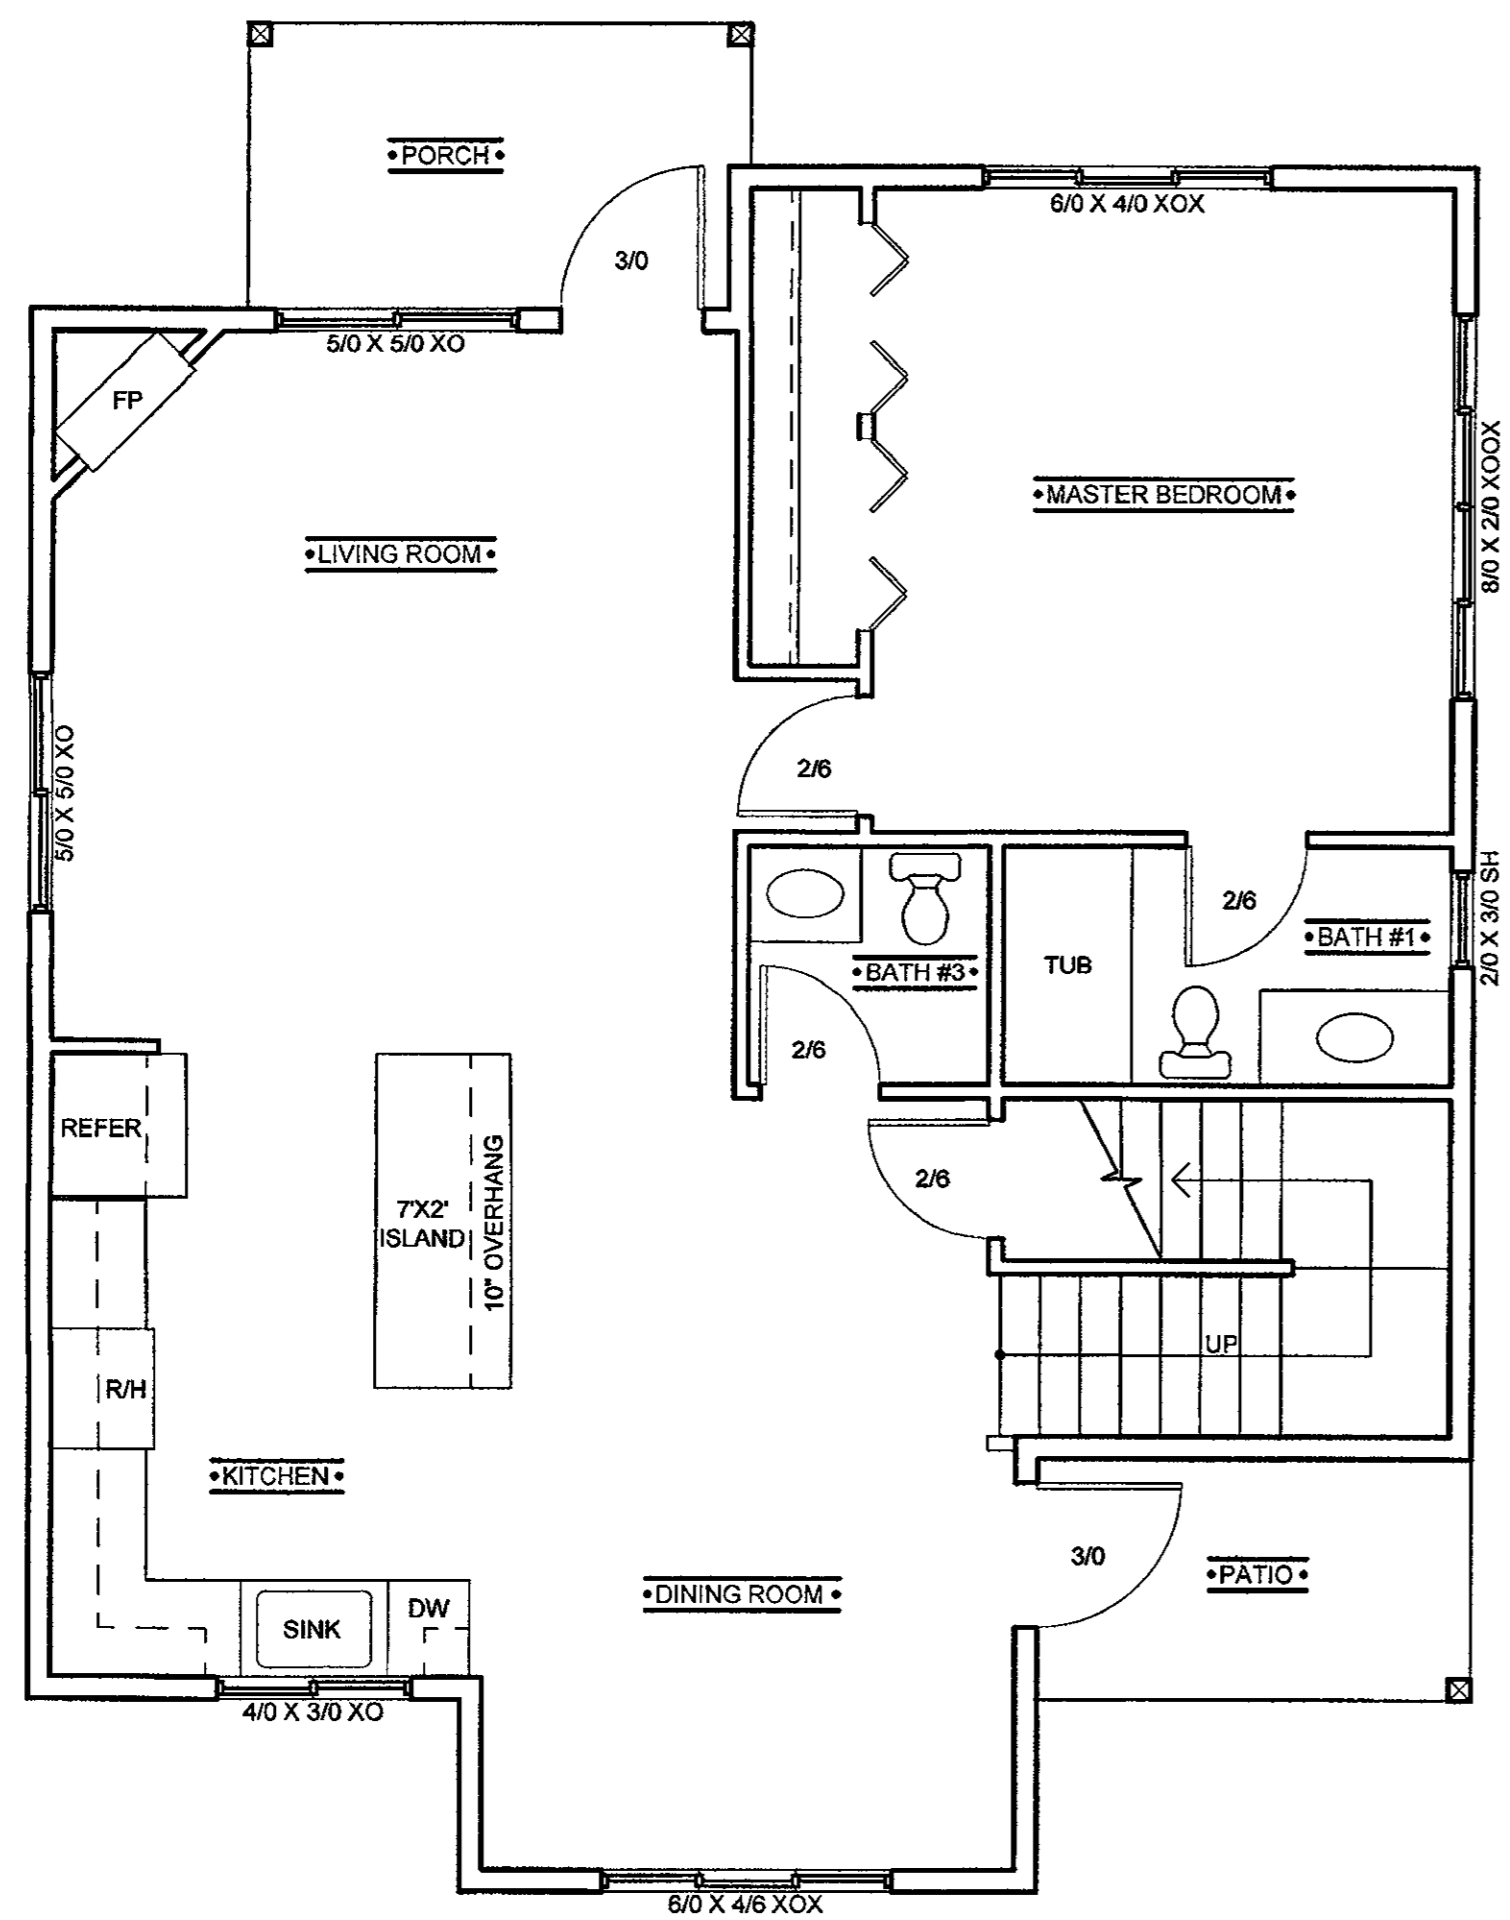 •PORCH•
6/0 X 4/0 XOX
3/0
5/0 X 5/0 XO
FP
8/0 X 2/0 XOOX
•MASTER BEDROOM•
•LIVING ROOM•
5/0 X 5/0 XO
2/6
2/6
2/0 X 3/0 SH
•BATH #1•
TUB
•BATH #3•
2/6
REFER
2/6
7'X2'
ISLAND
10" OVERHANG
UP
R/H
•KITCHEN•
3/0
•PATIO•
•DINING ROOM•
DW
SINK
4/0 X 3/0 XO
6/0 X 4/6 XOX